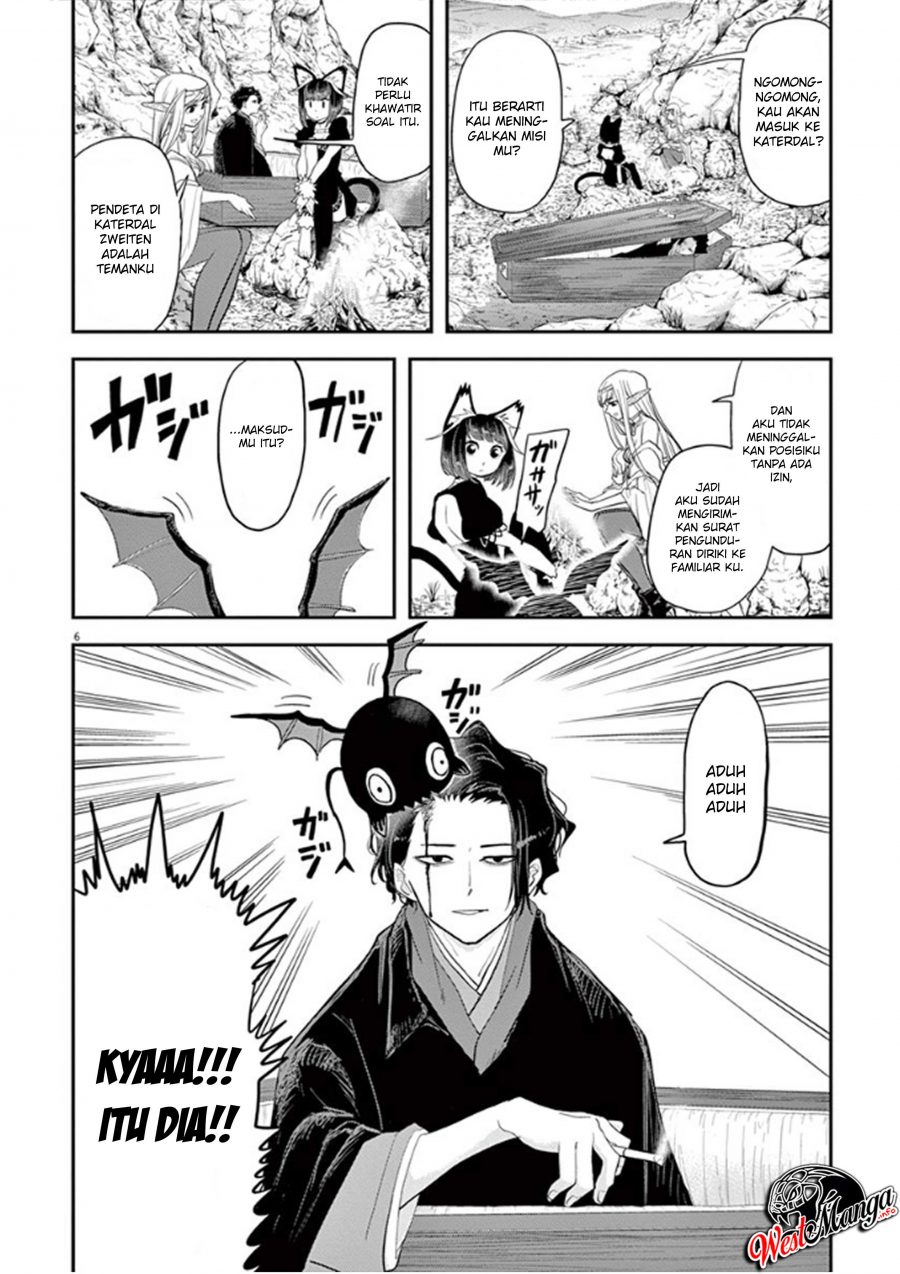 NGOMONG-
NGOMONG,
KAU AKAN
MASUK KE
KATERDAL?
ITU BERARTI
KAU MENING-
GALKAN MISI
MU?
TIDAK
PERLU
KHAWATIR
SOAL ITU.
PENDETA DI
KATERDAL
ZWEITEN
ADALAH
TEMANKU
DAN
AKU TIDAK
MENINGGAL-
KAN POSISIKU
TANPA ADA
IZIN,
JADI
AKU SUDAH
MENGIRIM-
KAN SURAT
PENGUNDU-
RAN DIRIKI KE
FAMILIAR KU.
ガサササッ
...MAKSUD-
MU ITU?
ガジ
ガジ
6
ADUH
ADUH
ADUH
ガジ
ガジ
KYAAA!!!
ITU DIA!!
WestManga
.info